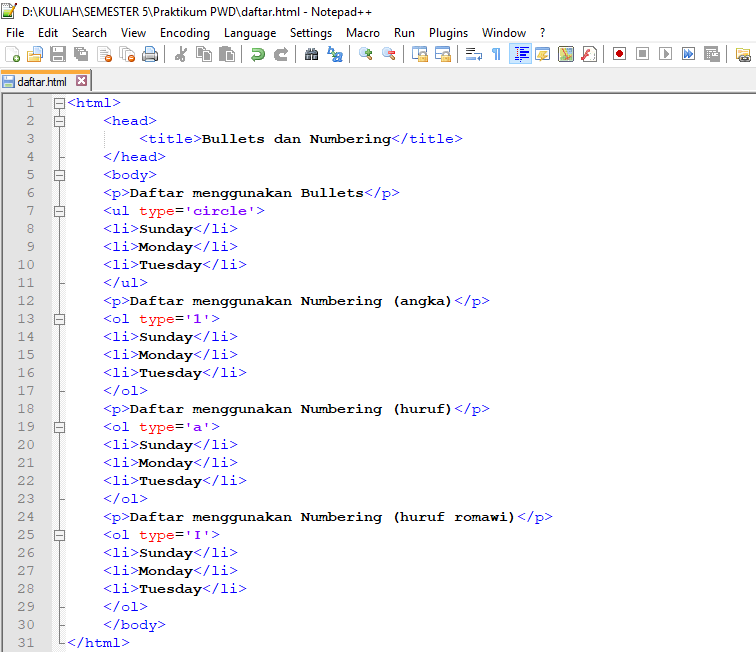 D:\KULIAH\SEMESTER 5\Praktikum PWD\daftar.html - Notepad++
File Edit Search View Encoding Language Settings Macro Run Plugins Window ?
daftar.html
1 <html>
2 <head>
3 <title>Bullets dan Numbering</title>
4 </head>
5 <body>
6 <p>Daftar menggunakan Bullets</p>
7 <ul type='circle'>
8 <li>Sunday</li>
9 <li>Monday</li>
10 <li>Tuesday</li>
11 </ul>
12 <p>Daftar menggunakan Numbering (angka)</p>
13 <ol type='1'>
14 <li>Sunday</li>
15 <li>Monday</li>
16 <li>Tuesday</li>
17 </ol>
18 <p>Daftar menggunakan Numbering (huruf)</p>
19 <ol type='a'>
20 <li>Sunday</li>
21 <li>Monday</li>
22 <li>Tuesday</li>
23 </ol>
24 <p>Daftar menggunakan Numbering (huruf romawi)</p>
25 <ol type='I'>
26 <li>Sunday</li>
27 <li>Monday</li>
28 <li>Tuesday</li>
29 </ol>
30 </body>
31 </html>